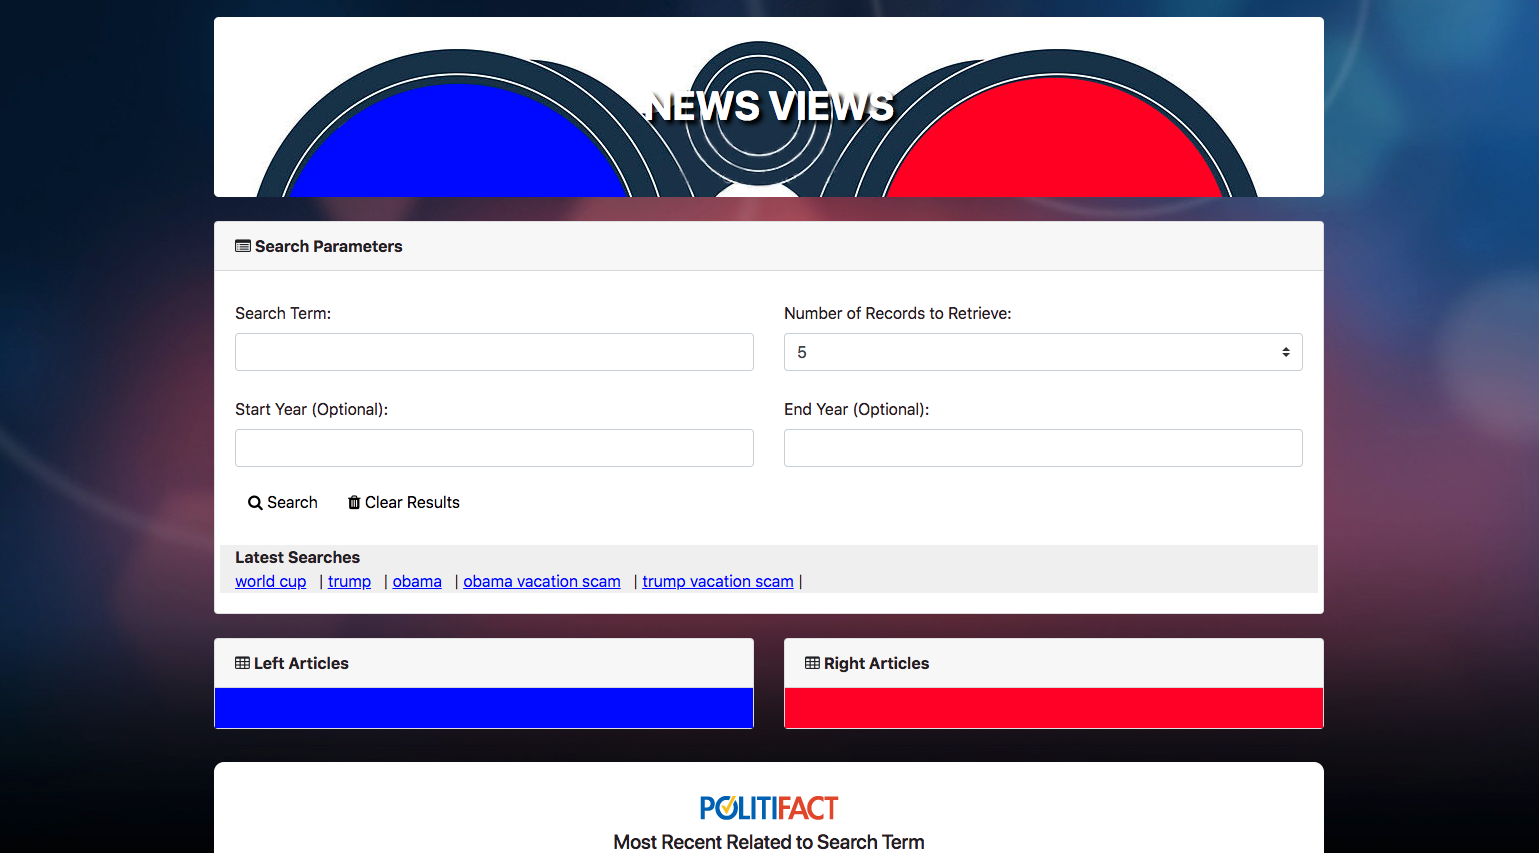 NEWS VIEWS
Search Parameters
Search Term:
Number of Records to Retrieve:
5
Start Year (Optional):
End Year (Optional):
Search
Clear Results
Latest Searches
world cup | trump | obama | obama vacation scam | trump vacation scam |
Left Articles
Right Articles
POLITIFACT
Most Recent Related to Search Term